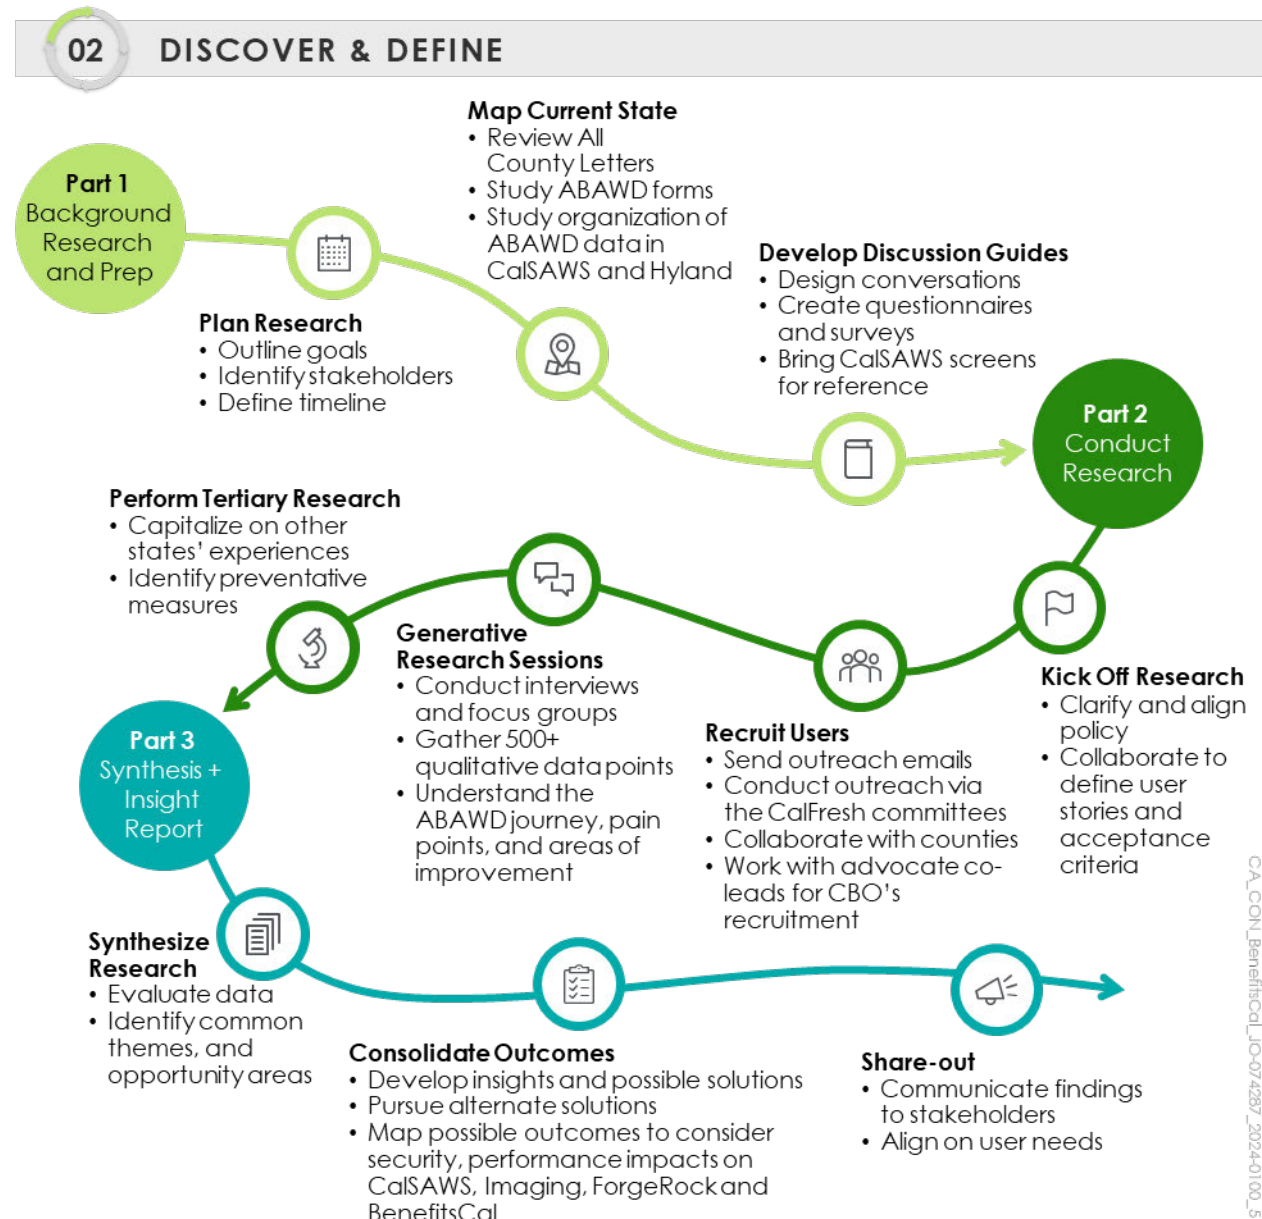 02 DISCOVER & DEFINE
Part 1
Background
Research
and Prep
Plan Research
• Outline goals
• Identify stakeholders
• Define timeline
Map Current State
• Review All
County Letters
• Study ABAWD forms
• Study organization of
ABAWD data in
CalSAWS and Hyland
Develop Discussion Guides
• Design conversations
• Create questionnaires
and surveys
• Bring CalSAWS screens
for reference
Part 2
Conduct
Research
Kick Off Research
• Clarify and align
policy
• Collaborate to
define user
stories and
acceptance
criteria
Recruit Users
• Send outreach emails
• Conduct outreach via
the CalFresh committees
• Collaborate with counties
• Work with advocate co-
leads for CBO’s
recruitment
Generative
Research Sessions
• Conduct interviews
and focus groups
• Gather 500+
qualitative data points
• Understand the
ABAWD journey, pain
points, and areas of
improvement
Perform Tertiary Research
• Capitalize on other
states’ experiences
• Identify preventative
measures
Part 3
Synthesis +
Insight
Report
Synthesize
Research
• Evaluate data
• Identify common
themes, and
opportunity areas
Consolidate Outcomes
• Develop insights and possible solutions
• Pursue alternate solutions
• Map possible outcomes to consider
security, performance impacts on
CalSAWS, Imaging, ForgeRock and
BenefitsCal
Share-out
• Communicate findings
to stakeholders
• Align on user needs
CA_CON_BenefitsCal_JO-074287_2024-0100_5